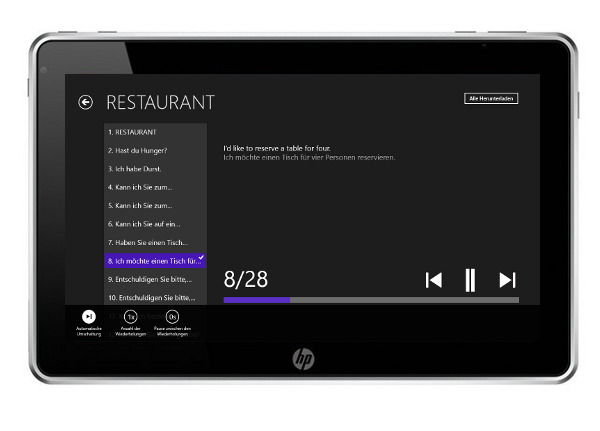 RESTAURANT
Alle Herunterladen
1. RESTAURANT
2. Hast du Hunger?
3. Ich habe Durst.
4. Kann ich Sie zum...
5. Kann ich Sie zum...
6. Kann ich Sie auf ein...
7. Haben Sie einen Tisch...
8. Ich möchte einen Tisch für...
9. Entschuldigen Sie bitte,...
10. Entschuldigen Sie bitte,...
I'd like to reserve a table for four.
Ich möchte einen Tisch für vier Personen reservieren.
8/28
1x
0s
Automatische
Umschaltung
Anzahl der
Wiederholungen
Pause zwischen den
Wiederholungen
hp